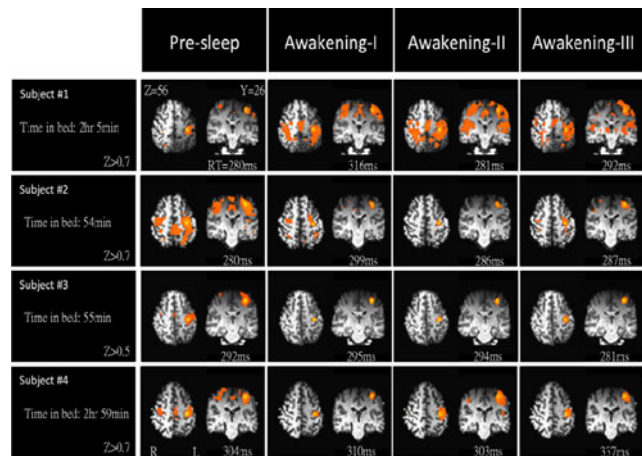 Pre-sleep Awakening-I Awakening-II Awakening-III
Subject #1
Time in bed: 2hr 5min
Z>0.7
Z=56 Y=26
RT=280ms 316ms 281ms 292ms
Subject #2
Time in bed: 54min
Z>0.7
280ms 299ms 286ms 287ms
Subject #3
Time in bed: 55min
Z>0.5
292ms 295ms 294ms 281ms
Subject #4
Time in bed: 2hr 59min
Z>0.7
R L 304ms 310ms 303ms